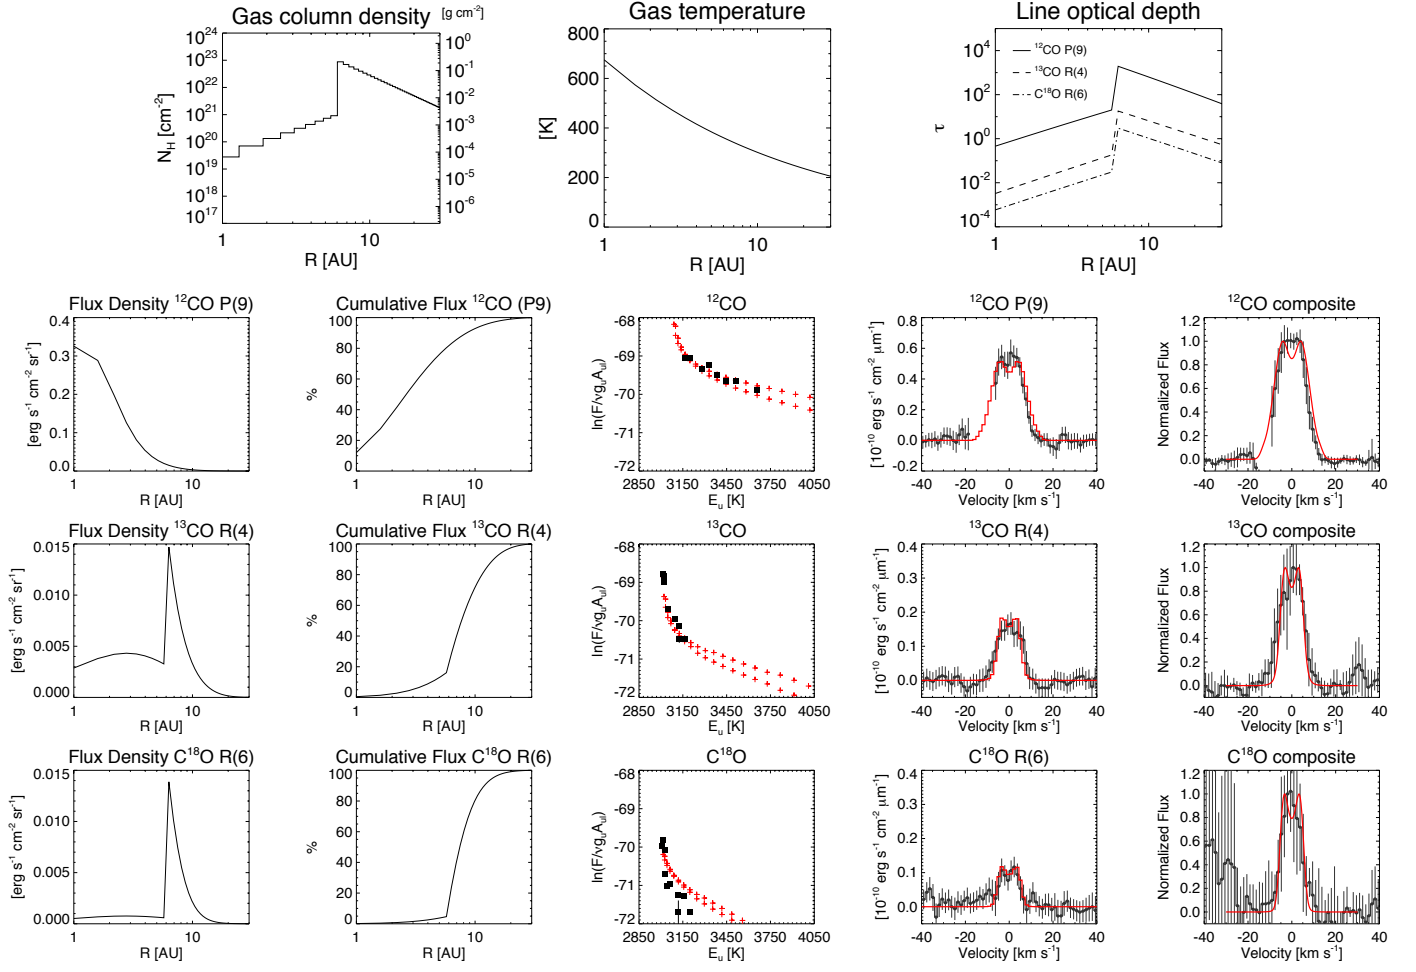 Gas column density [g cm⁻²]
Gas temperature
Line optical depth
10²⁴
10²³
10²²
10²¹
10²⁰
10¹⁹
10¹⁸
10¹⁷
N_H [cm⁻²]
10⁰
10⁻¹
10⁻²
10⁻³
10⁻⁴
10⁻⁵
10⁻⁶
1 10
R [AU]
800
600
400
200
0
[K]
1 10
R [AU]
10⁴
10²
10⁰
10⁻²
10⁻⁴
τ
¹²CO P(9)
¹³CO R(4)
C¹⁸O R(6)
1 10
R [AU]
Flux Density ¹²CO P(9)
0.4
0.3
0.2
0.1
0.0
[erg s⁻¹ cm⁻² sr⁻¹]
1 10
R [AU]
Cumulative Flux ¹²CO (P9)
100
80
60
40
20
0
%
1 10
R [AU]
¹²CO
-68
-69
-70
-71
-72
ln(F/νg_uA_ul)
2850 3150 3450 3750 4050
E_u [K]
¹²CO P(9)
0.8
0.6
0.4
0.2
0.0
-0.2
[10⁻¹⁰ erg s⁻¹ cm⁻² μm⁻¹]
-40 -20 0 20 40
Velocity [km s⁻¹]
¹²CO composite
1.2
1.0
0.8
0.6
0.4
0.2
0.0
Normalized Flux
-40 -20 0 20 40
Velocity [km s⁻¹]
Flux Density ¹³CO R(4)
0.015
0.010
0.005
0.000
[erg s⁻¹ cm⁻² sr⁻¹]
1 10
R [AU]
Cumulative Flux ¹³CO R(4)
100
80
60
40
20
0
%
1 10
R [AU]
¹³CO
-68
-69
-70
-71
-72
ln(F/νg_uA_ul)
2850 3150 3450 3750 4050
E_u [K]
¹³CO R(4)
0.4
0.3
0.2
0.1
0.0
[10⁻¹⁰ erg s⁻¹ cm⁻² μm⁻¹]
-40 -20 0 20 40
Velocity [km s⁻¹]
¹³CO composite
1.2
1.0
0.8
0.6
0.4
0.2
0.0
Normalized Flux
-40 -20 0 20 40
Velocity [km s⁻¹]
Flux Density C¹⁸O R(6)
0.015
0.010
0.005
0.000
[erg s⁻¹ cm⁻² sr⁻¹]
1 10
R [AU]
Cumulative Flux C¹⁸O R(6)
100
80
60
40
20
0
%
1 10
R [AU]
C¹⁸O
-68
-69
-70
-71
-72
ln(F/νg_uA_ul)
2850 3150 3450 3750 4050
E_u [K]
C¹⁸O R(6)
0.4
0.3
0.2
0.1
0.0
[10⁻¹⁰ erg s⁻¹ cm⁻² μm⁻¹]
-40 -20 0 20 40
Velocity [km s⁻¹]
C¹⁸O composite
1.2
1.0
0.8
0.6
0.4
0.2
0.0
Normalized Flux
-40 -20 0 20 40
Velocity [km s⁻¹]